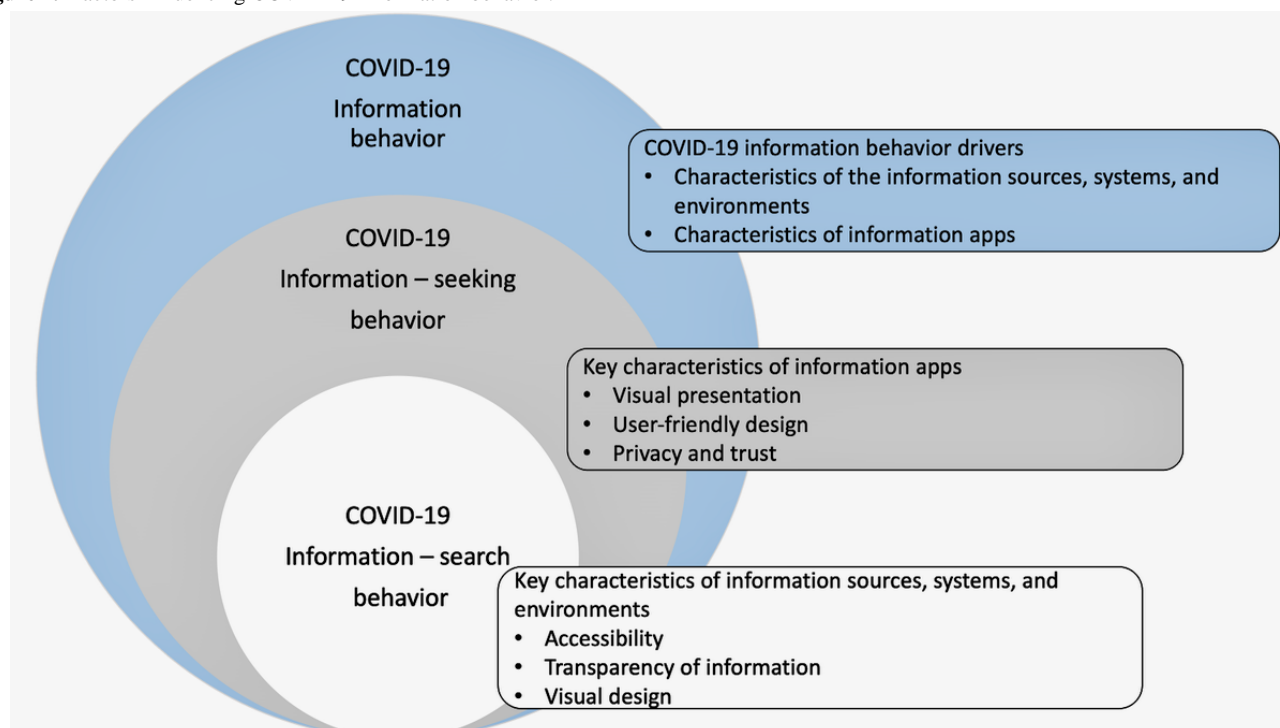 COVID-19
Information
behavior
COVID-19 information behavior drivers
• Characteristics of the information sources, systems, and
environments
• Characteristics of information apps
COVID-19
Information – seeking
behavior
Key characteristics of information apps
• Visual presentation
• User-friendly design
• Privacy and trust
COVID-19
Information – search
behavior
Key characteristics of information sources, systems, and
environments
• Accessibility
• Transparency of information
• Visual design